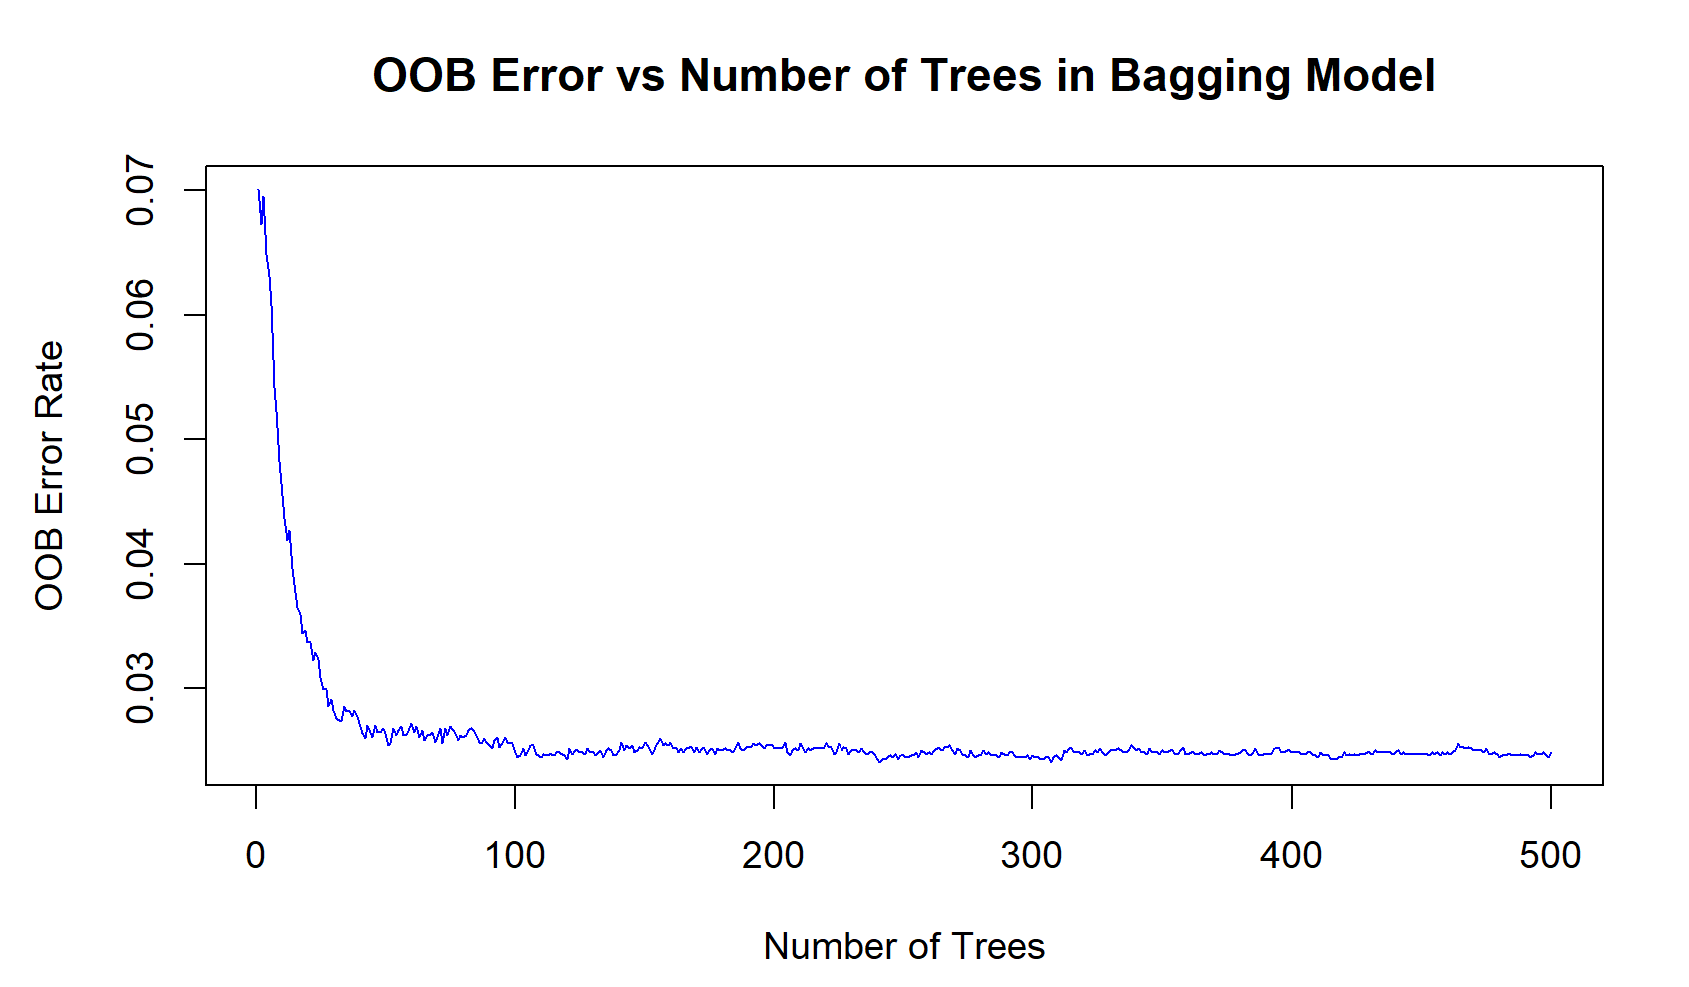 OOB Error vs Number of Trees in Bagging Model
OOB Error Rate
0.07
0.06
0.05
0.04
0.03
0 100 200 300 400 500
Number of Trees